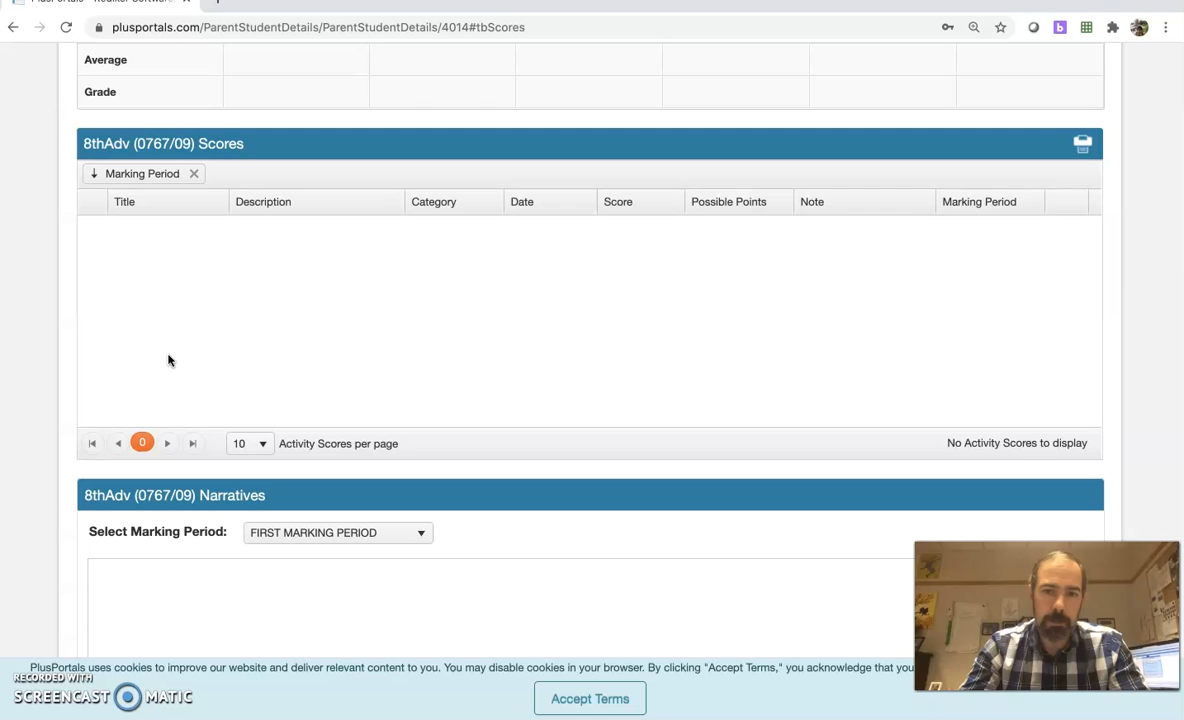 PlusPortals - Rediker Software
plusportals.com/ParentStudentDetails/ParentStudentDetails/4014#tbScores
Average
Grade
8thAdv (0767/09) Scores
Marking Period
Title Description Category Date Score Possible Points Note Marking Period
0 10 Activity Scores per page No Activity Scores to display
8thAdv (0767/09) Narratives
Select Marking Period: FIRST MARKING PERIOD
PlusPortals uses cookies to improve our website and deliver relevant content to you. You may disable cookies in your browser. By clicking "Accept Terms," you acknowledge that you
Accept Terms
RECORDED WITH
SCREENCAST MATIC